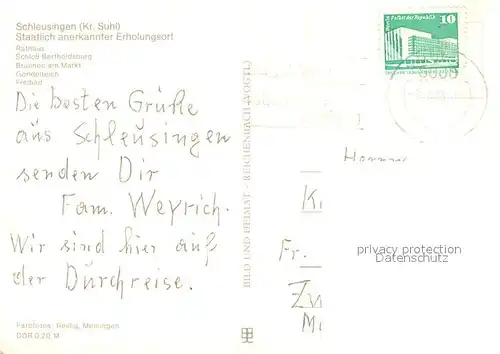 Schleusingen (Kr. Suhl)
Staatlich anerkannter Erholungsort
Rathaus
Schloß Bertholdsburg
Brunnen am Markt
Gondelteich
Freibad
Die besten Grüße
aus Schleusingen
senden Dir
Fam. Weyrich.
Wir sind hier auf
der Durchreise.
Farbfotos: Reißig, Meiningen
DDR 0,20 M
BILD UND HEIMAT · REICHENBACH (VOGTL)
Palast der Republik
10
Fr.
privacy protection
Datenschutz